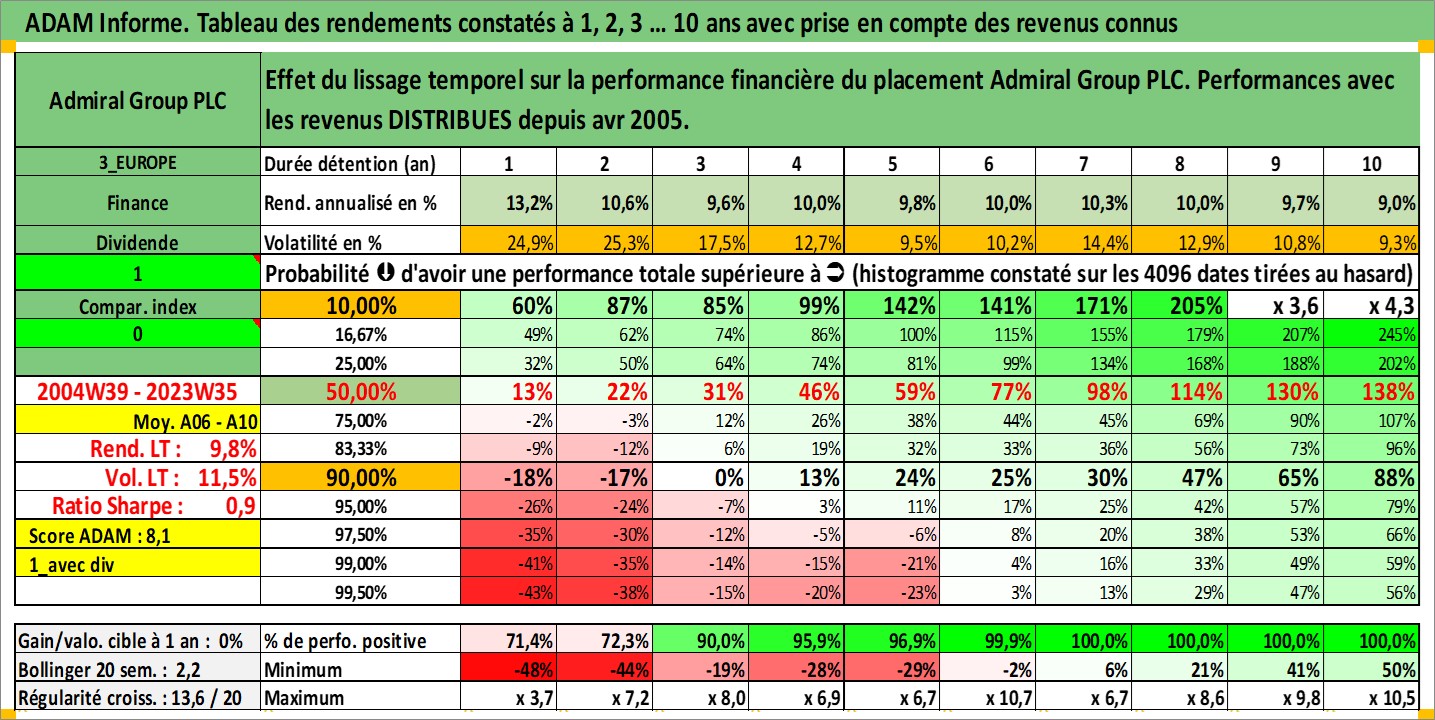 ADAM Informe. Tableau des rendements constatés à 1, 2, 3 ... 10 ans avec prise en compte des revenus connus
Admiral Group PLC
Effet du lissage temporel sur la performance financière du placement Admiral Group PLC. Performances avec
les revenus DISTRIBUES depuis avr 2005.
3_EUROPE Durée détention (an) 1 2 3 4 5 6 7 8 9 10
Finance Rend. annualisé en % 13,2% 10,6% 9,6% 10,0% 9,8% 10,0% 10,3% 10,0% 9,7% 9,0%
Dividende Volatilité en % 24,9% 25,3% 17,5% 12,7% 9,5% 10,2% 14,4% 12,9% 10,8% 9,3%
1 Probabilité ⬇ d'avoir une performance totale supérieure à ➲ (histogramme constaté sur les 4096 dates tirées au hasard)
Compar. index 10,00% 60% 87% 85% 99% 142% 141% 171% 205% x 3,6 x 4,3
0 16,67% 49% 62% 74% 86% 100% 115% 155% 179% 207% 245%
25,00% 32% 50% 64% 74% 81% 99% 134% 168% 188% 202%
2004W39 - 2023W35 50,00% 13% 22% 31% 46% 59% 77% 98% 114% 130% 138%
Moy. A06 - A10 75,00% -2% -3% 12% 26% 38% 44% 45% 69% 90% 107%
Rend. LT : 9,8% 83,33% -9% -12% 6% 19% 32% 33% 36% 56% 73% 96%
Vol. LT : 11,5% 90,00% -18% -17% 0% 13% 24% 25% 30% 47% 65% 88%
Ratio Sharpe : 0,9 95,00% -26% -24% -7% 3% 11% 17% 25% 42% 57% 79%
Score ADAM : 8,1 97,50% -35% -30% -12% -5% -6% 8% 20% 38% 53% 66%
1_avec div 99,00% -41% -35% -14% -15% -21% 4% 16% 33% 49% 59%
99,50% -43% -38% -15% -20% -23% 3% 13% 29% 47% 56%
Gain/valo. cible à 1 an : 0% % de perfo. positive 71,4% 72,3% 90,0% 95,9% 96,9% 99,9% 100,0% 100,0% 100,0% 100,0%
Bollinger 20 sem. : 2,2 Minimum -48% -44% -19% -28% -29% -2% 6% 21% 41% 50%
Régularité croiss. : 13,6 / 20 Maximum x 3,7 x 7,2 x 8,0 x 6,9 x 6,7 x 10,7 x 6,7 x 8,6 x 9,8 x 10,5